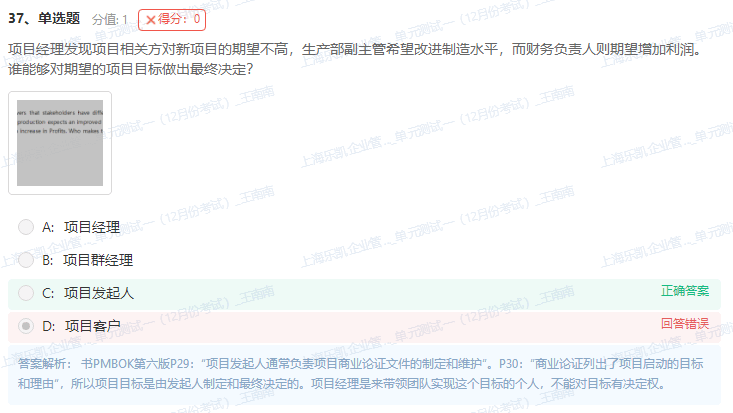 37、单选题 分值: 1 ✕得分：0
项目经理发现项目相关方对新项目的期望不高，生产部副主管希望改进制造水平，而财务负责人则期望增加利润。
谁能够对期望的项目目标做出最终决定？
vers that stakeholders have diffe
production expects an improved
increase in Profits. Who makes t
A: 项目经理
B: 项目群经理
C: 项目发起人 正确答案
D: 项目客户 回答错误
答案解析: 书PMBOK第六版P29："项目发起人通常负责项目商业论证文件的制定和维护"。P30："商业论证列出了项目启动的目标
和理由"，所以项目目标是由发起人制定和最终决定的。项目经理是来带领团队实现这个目标的个人，不能对目标有决定权。
上海乐凯企业管..._单元测试一（12月份考试）_王南南